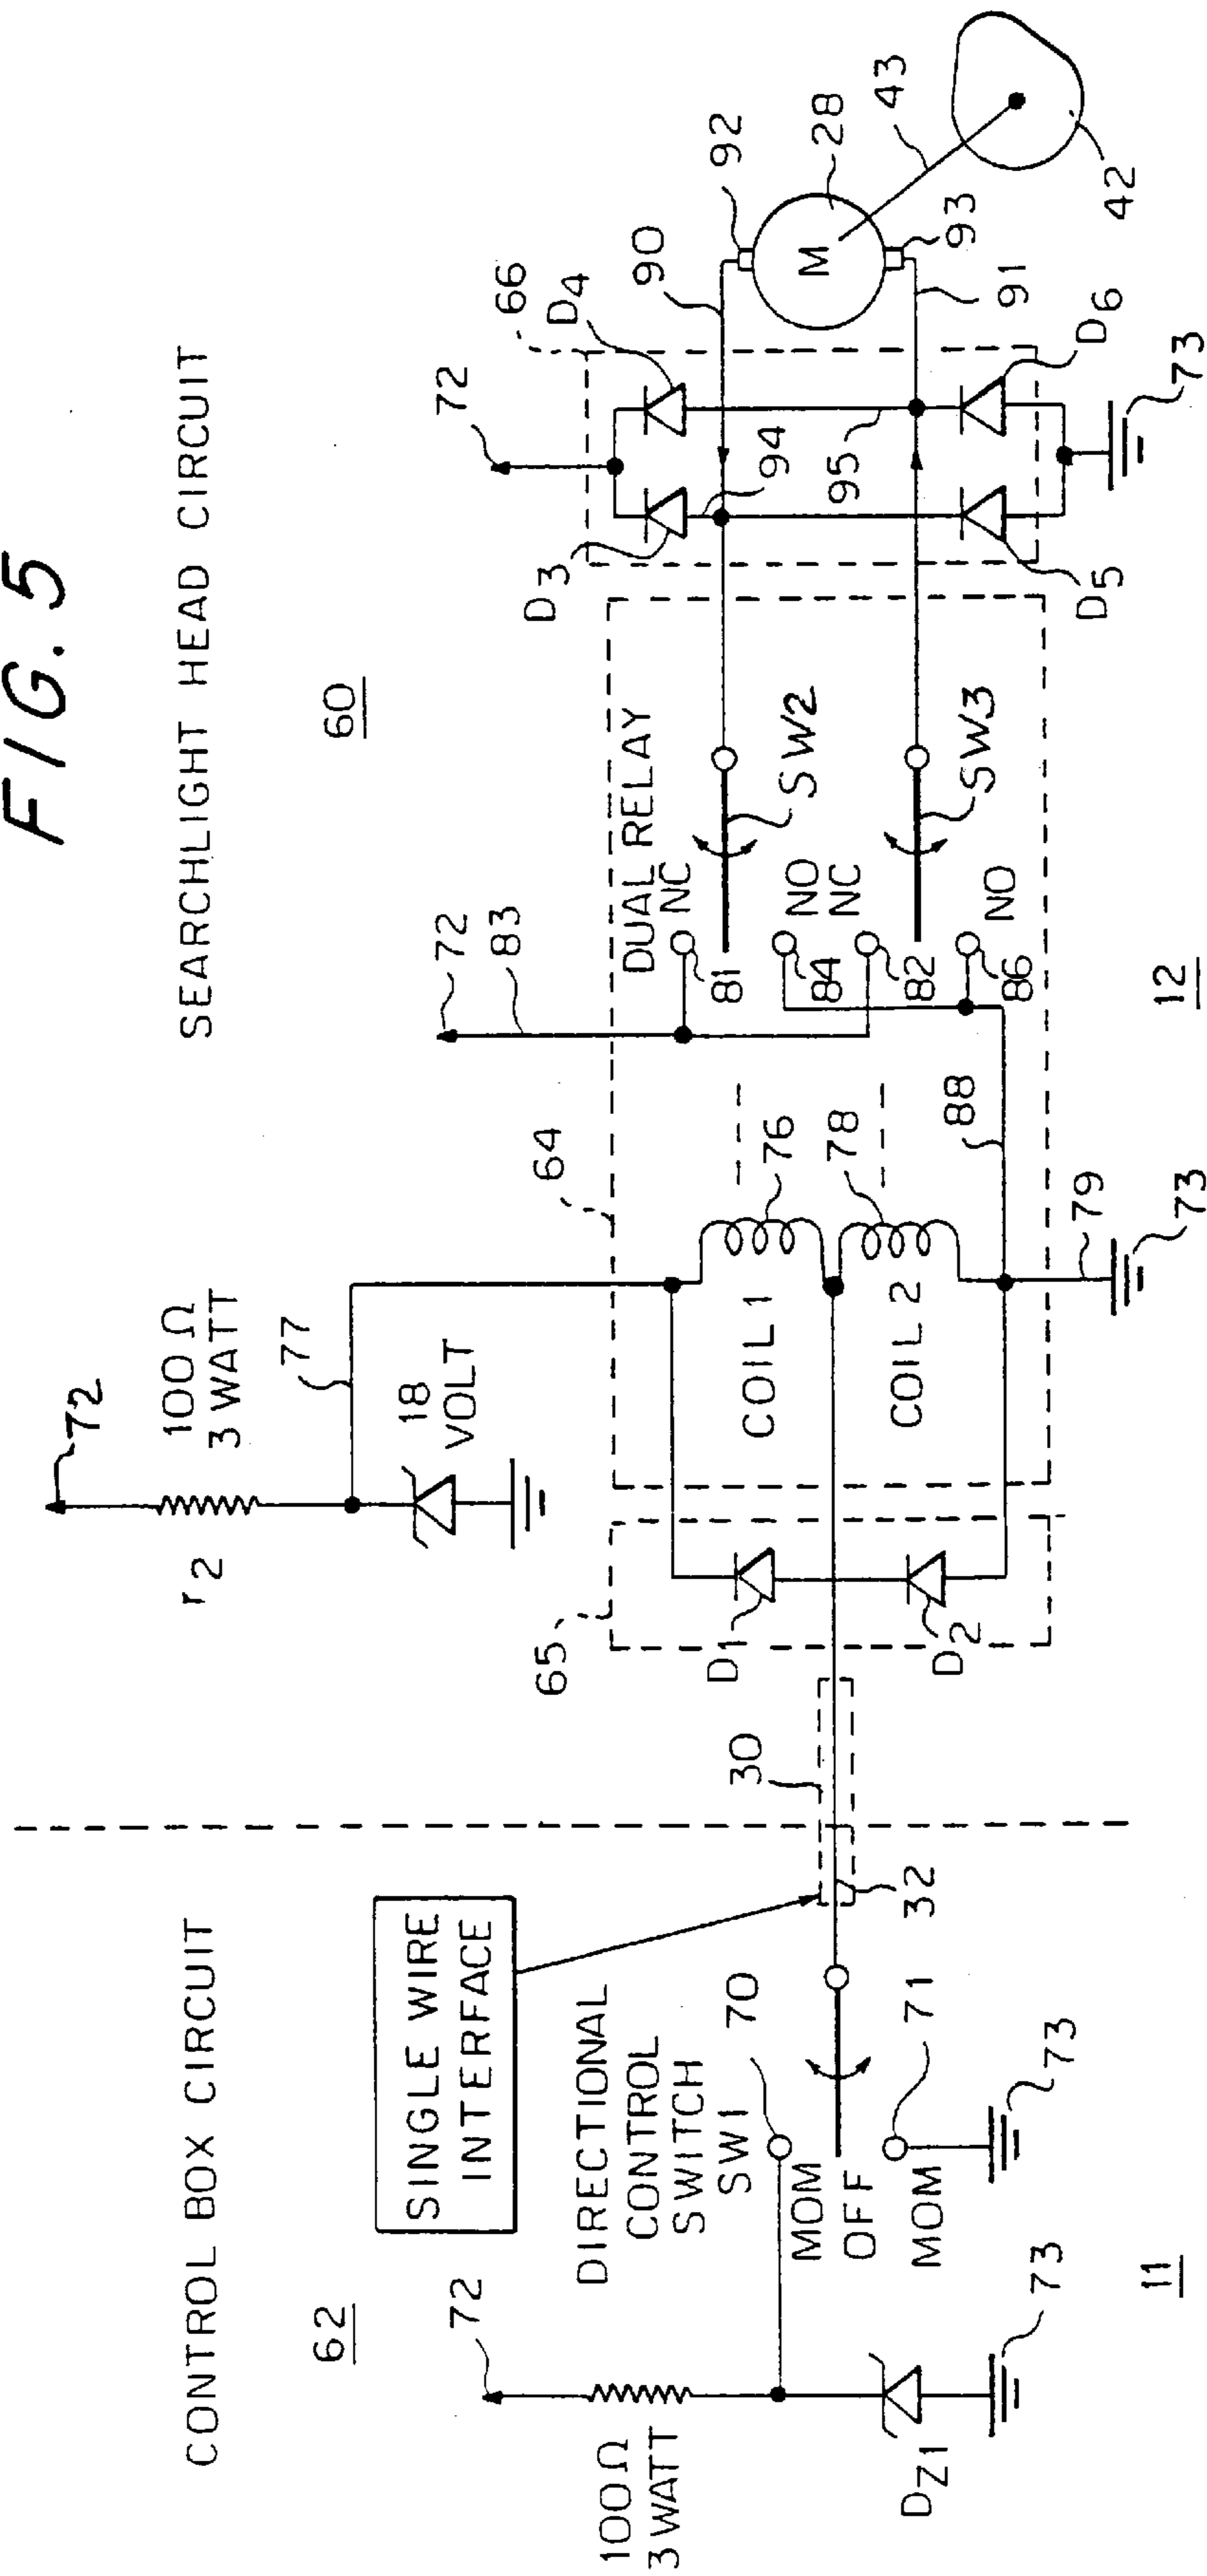 FIG. 5
CONTROL BOX CIRCUIT
SEARCHLIGHT HEAD CIRCUIT
62
60
72
100 Ω
3 WATT
DZ1
73
11
SINGLE WIRE
INTERFACE
DIRECTIONAL
CONTROL
SWITCH
SW1
70
MOM
OFF
MOM
71
73
32
30
72
r2
100 Ω
3 WATT
77
18
VOLT
65
D1
D2
64
COIL 1
COIL 2
76
78
79
73
88
72
83
DUAL RELAY
NC
81
NO
84
NC
82
NO
86
SW2
SW3
12
72
66
D3
D4
D5
D6
94
95
73
90
91
92
93
M
28
43
42